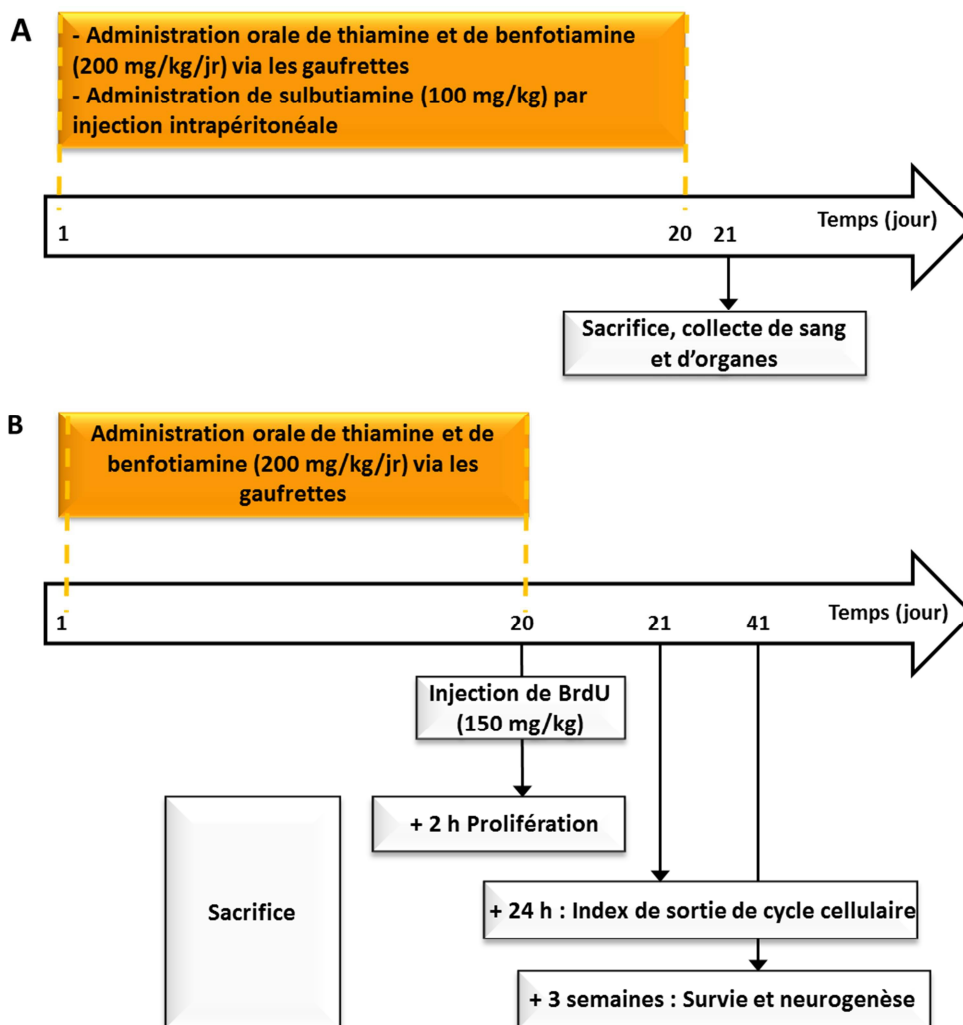 A
- Administration orale de thiamine et de benfotiamine
(200 mg/kg/jr) via les gaufrettes
- Administration de sulbutiamine (100 mg/kg) par
injection intrapéritonéale
Temps (jour)
1
20
21
Sacrifice, collecte de sang
et d'organes
B
Administration orale de thiamine et de
benfotiamine (200 mg/kg/jr) via les
gaufrettes
Temps (jour)
1
20
21
41
Injection de BrdU
(150 mg/kg)
+ 2 h Prolifération
Sacrifice
+ 24 h : Index de sortie de cycle cellulaire
+ 3 semaines : Survie et neurogenèse